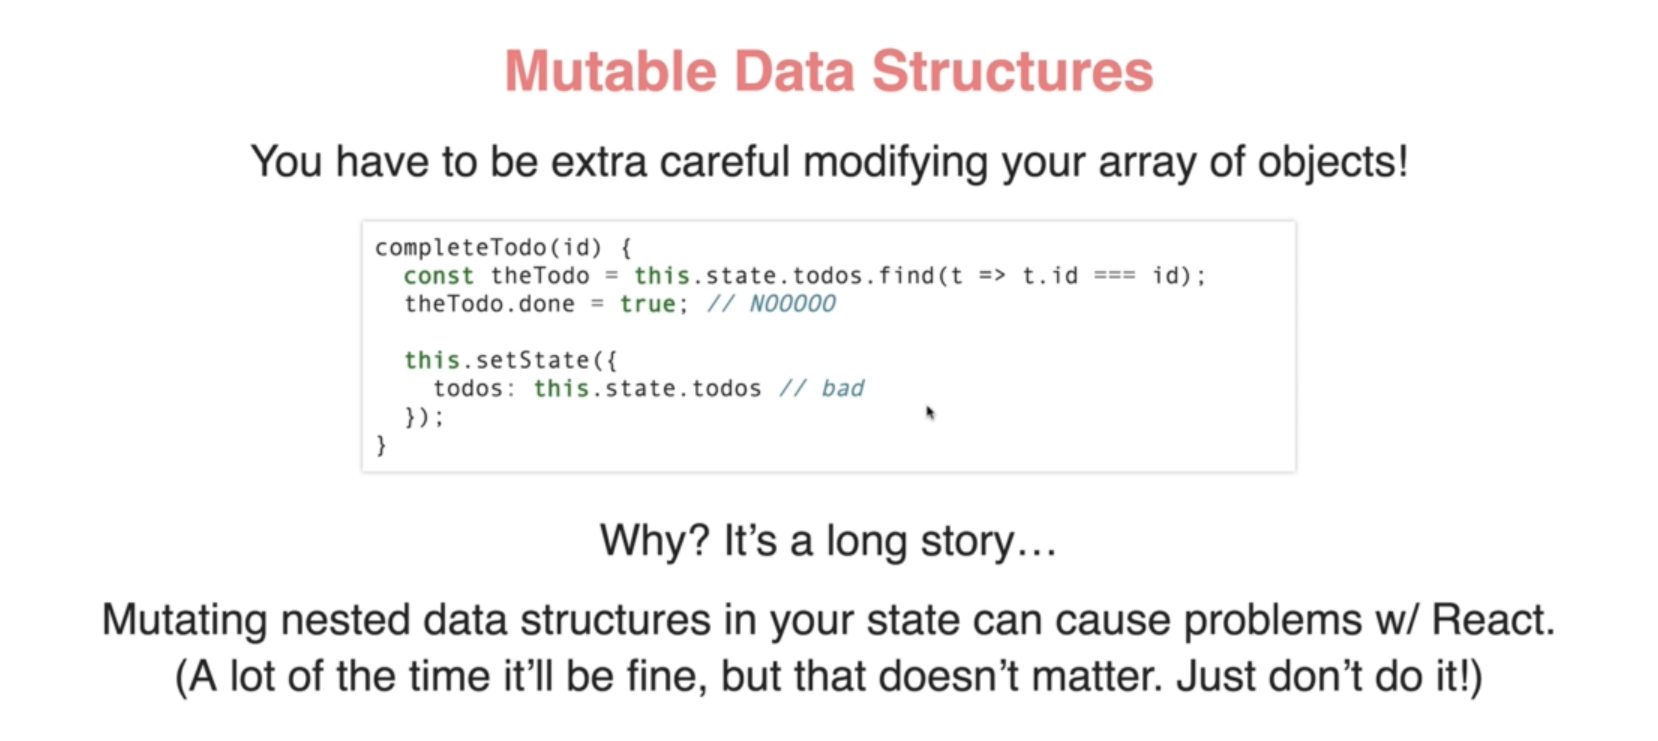 Mutable Data Structures
You have to be extra careful modifying your array of objects!
completeTodo(id) {
  const theTodo = this.state.todos.find(t => t.id === id);
  theTodo.done = true; // NOOOOO
  this.setState({
    todos: this.state.todos // bad
  });
}
Why? It’s a long story…
Mutating nested data structures in your state can cause problems w/ React.
(A lot of the time it’ll be fine, but that doesn’t matter. Just don’t do it!)